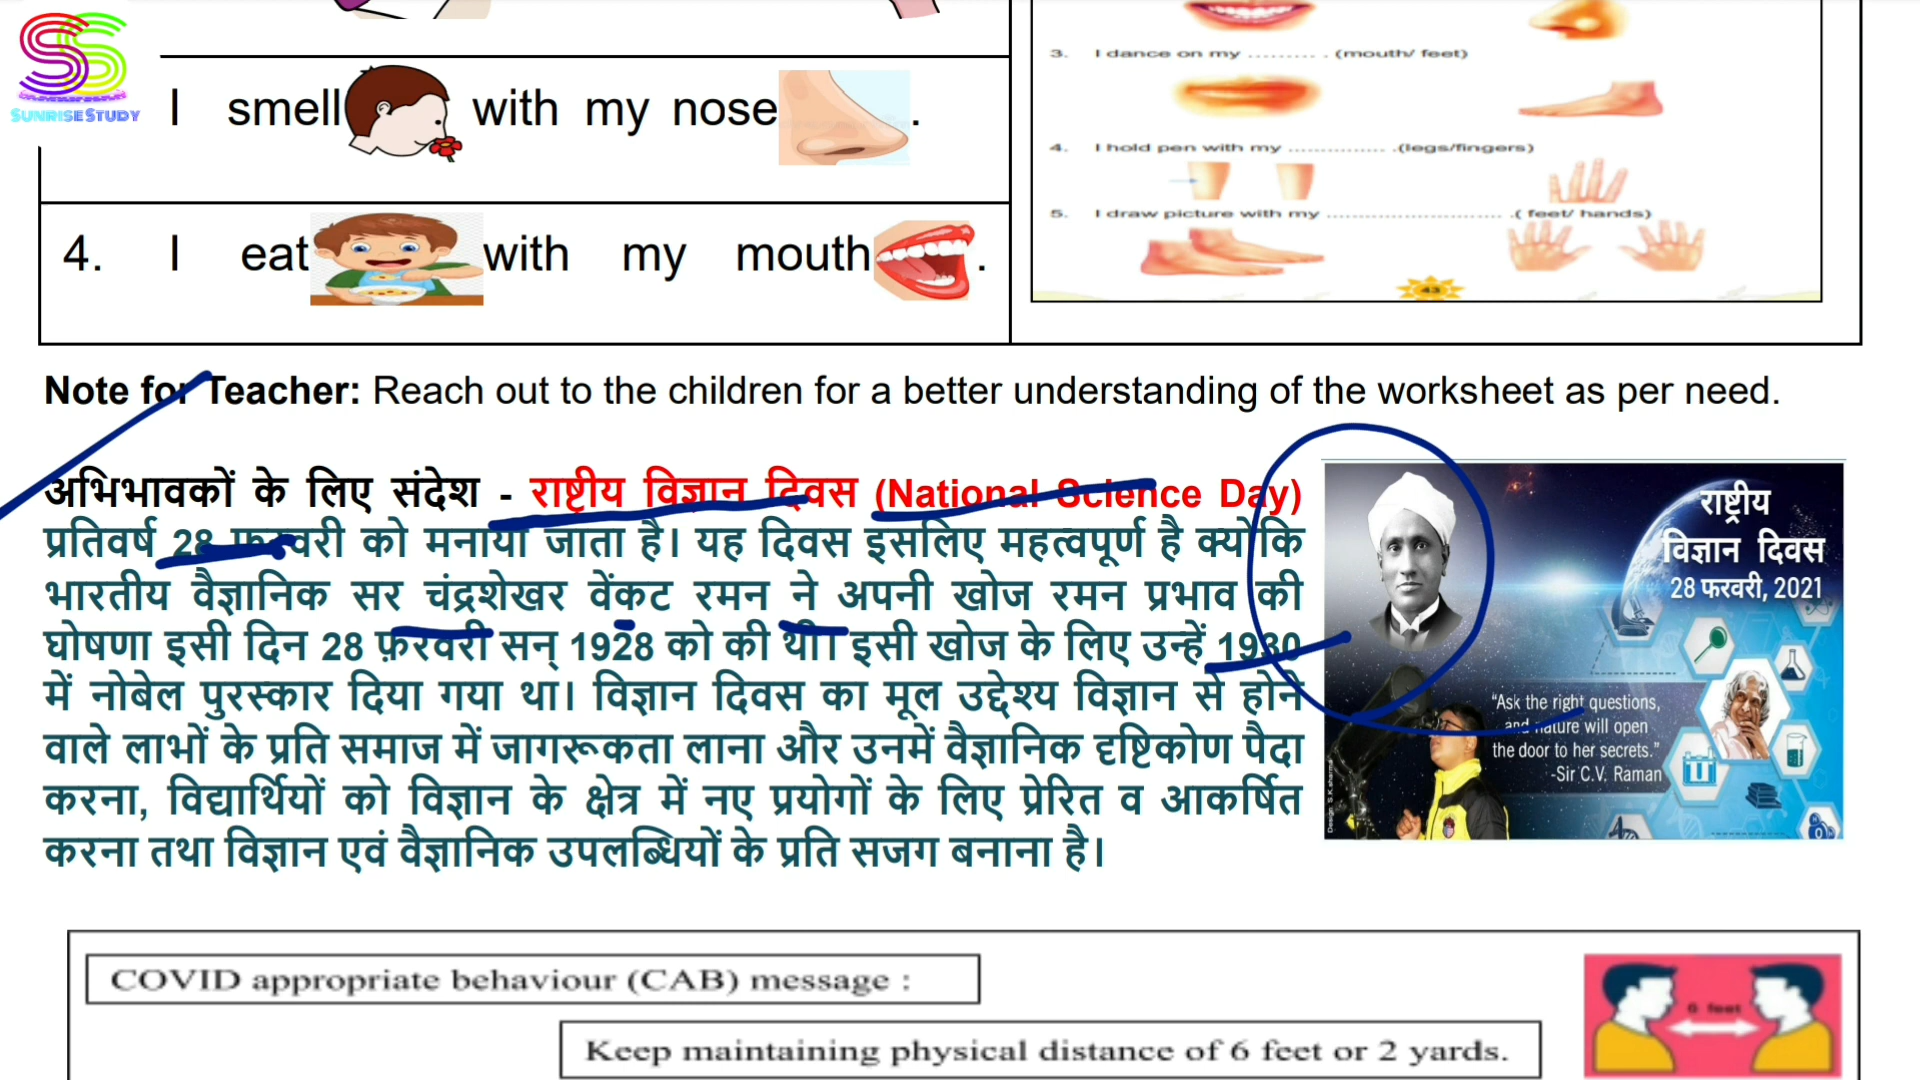 SS
SUNRISESTUDY
I smell with my nose .
4. I eat with my mouth .
3. I dance on my ......... . (mouth/ feet)
4. I hold pen with my ............... .(legs/fingers)
5. I draw picture with my ........................... .( feet/ hands)
43
Note for Teacher: Reach out to the children for a better understanding of the worksheet as per need.
अभिभावकों के लिए संदेश - राष्ट्रीय विज्ञान दिवस (National Science Day)
प्रतिवर्ष 28 फरवरी को मनाया जाता है। यह दिवस इसलिए महत्वपूर्ण है क्योंकि
भारतीय वैज्ञानिक सर चंद्रशेखर वेंकट रमन ने अपनी खोज रमन प्रभाव की
घोषणा इसी दिन 28 फ़रवरी सन् 1928 को की थी। इसी खोज के लिए उन्हें 1930
में नोबेल पुरस्कार दिया गया था। विज्ञान दिवस का मूल उद्देश्य विज्ञान से होने
वाले लाभों के प्रति समाज में जागरूकता लाना और उनमें वैज्ञानिक दृष्टिकोण पैदा
करना, विद्यार्थियों को विज्ञान के क्षेत्र में नए प्रयोगों के लिए प्रेरित व आकर्षित
करना तथा विज्ञान एवं वैज्ञानिक उपलब्धियों के प्रति सजग बनाना है।
राष्ट्रीय
विज्ञान दिवस
28 फरवरी, 2021
"Ask the right questions,
and nature will open
the door to her secrets."
-Sir C.V. Raman
COVID appropriate behaviour (CAB) message :
Keep maintaining physical distance of 6 feet or 2 yards.
6 feet